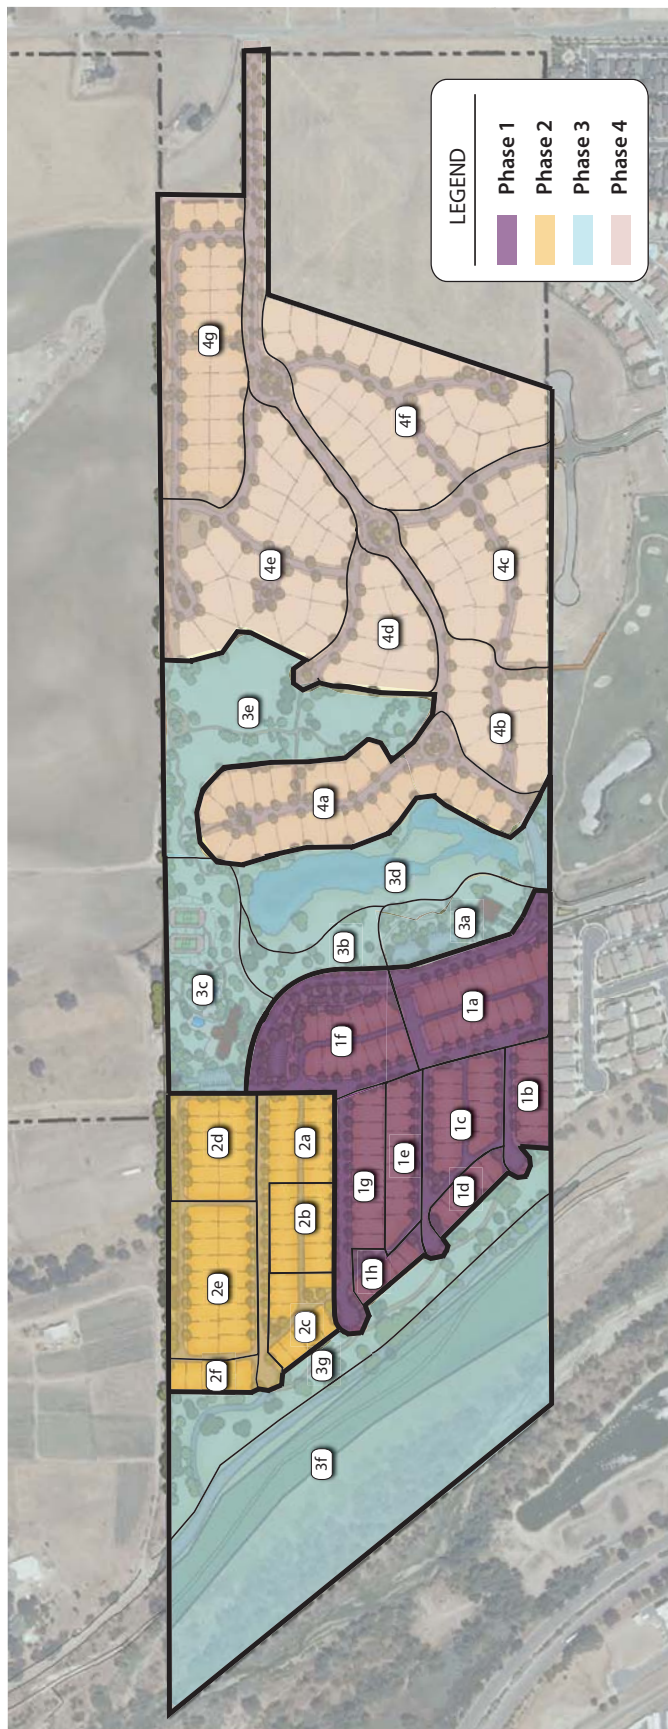 LEGEND
Phase 1
Phase 2
Phase 3
Phase 4
4g
4f
4e
4c
4d
3e
4b
4a
3d
3a
3b
3c
1a
1f
1b
1c
1e
1g
1d
1h
2d
2a
2b
2e
2c
2f
3g
3f